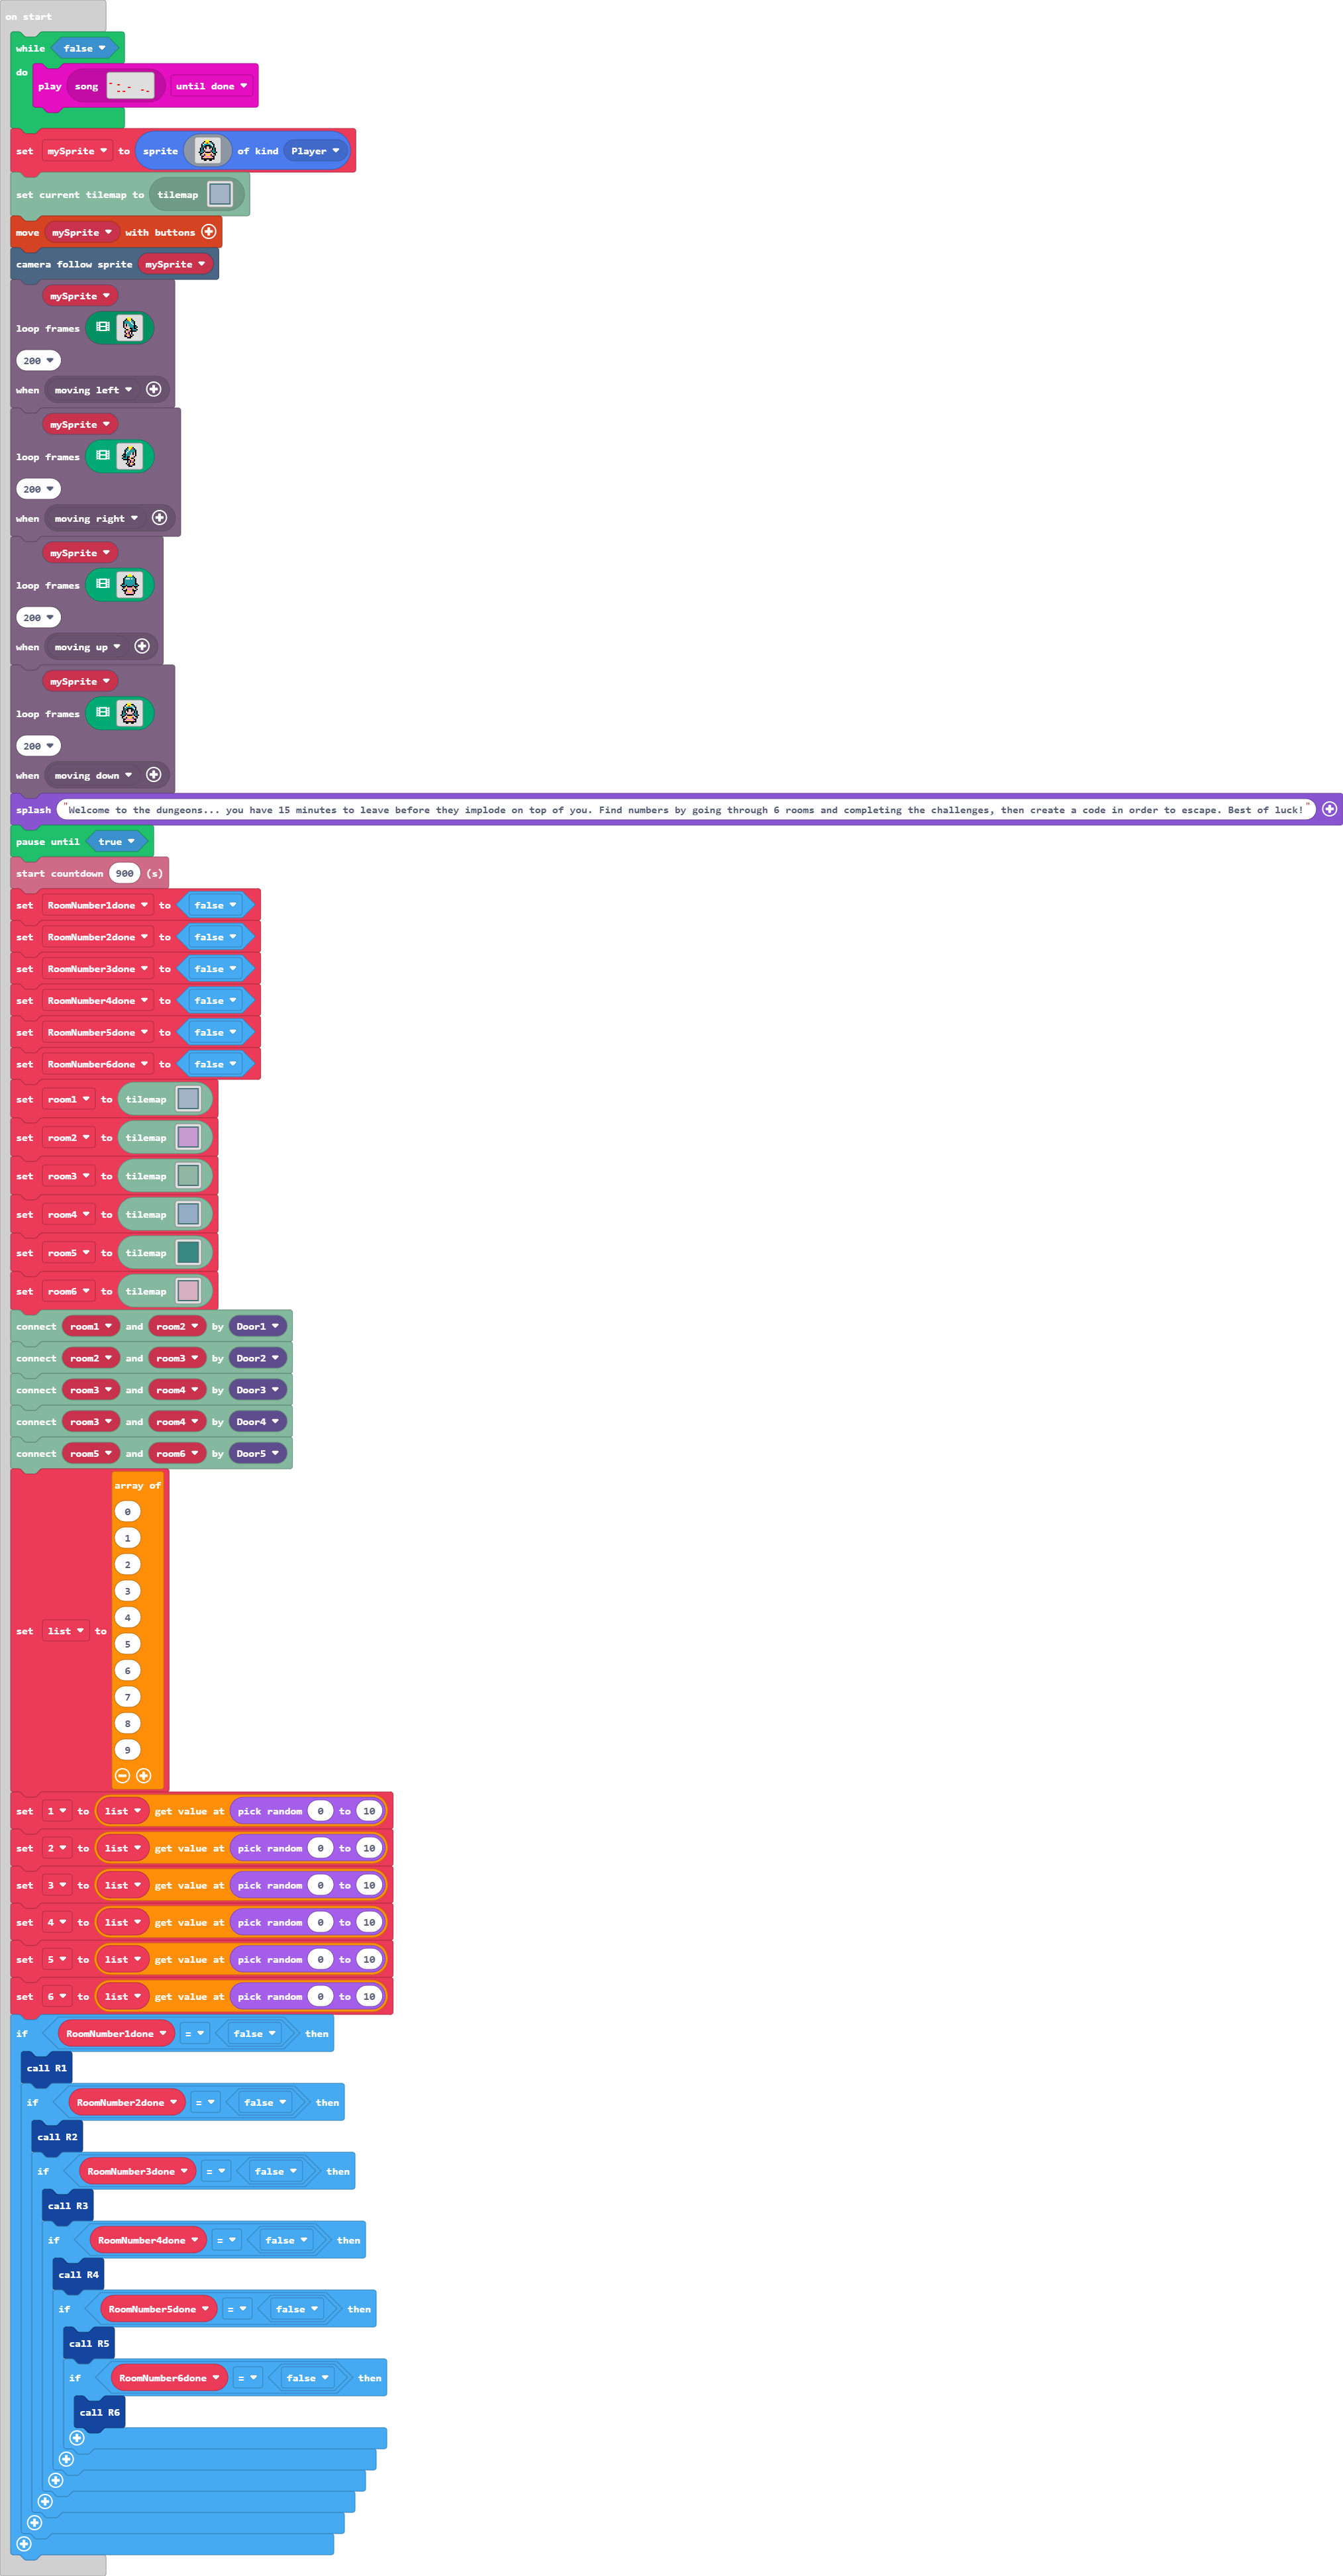 on start
while false
do
play song until done
set mySprite to sprite of kind Player
set current tilemap to tilemap
move mySprite with buttons
camera follow sprite mySprite
mySprite
loop frames
200
when moving left
mySprite
loop frames
200
when moving right
mySprite
loop frames
200
when moving up
mySprite
loop frames
200
when moving down
splash "Welcome to the dungeons... you have 15 minutes to leave before they implode on top of you. Find numbers by going through 6 rooms and completing the challenges, then create a code in order to escape. Best of luck!"
pause until true
start countdown 900 (s)
set RoomNumber1done to false
set RoomNumber2done to false
set RoomNumber3done to false
set RoomNumber4done to false
set RoomNumber5done to false
set RoomNumber6done to false
set room1 to tilemap
set room2 to tilemap
set room3 to tilemap
set room4 to tilemap
set room5 to tilemap
set room6 to tilemap
connect room1 and room2 by Door1
connect room2 and room3 by Door2
connect room3 and room4 by Door3
connect room3 and room4 by Door4
connect room5 and room6 by Door5
array of
0
1
2
3
4
set list to
5
6
7
8
9
set 1 to list get value at pick random 0 to 10
set 2 to list get value at pick random 0 to 10
set 3 to list get value at pick random 0 to 10
set 4 to list get value at pick random 0 to 10
set 5 to list get value at pick random 0 to 10
set 6 to list get value at pick random 0 to 10
if RoomNumber1done = false then
call R1
if RoomNumber2done = false then
call R2
if RoomNumber3done = false then
call R3
if RoomNumber4done = false then
call R4
if RoomNumber5done = false then
call R5
if RoomNumber6done = false then
call R6